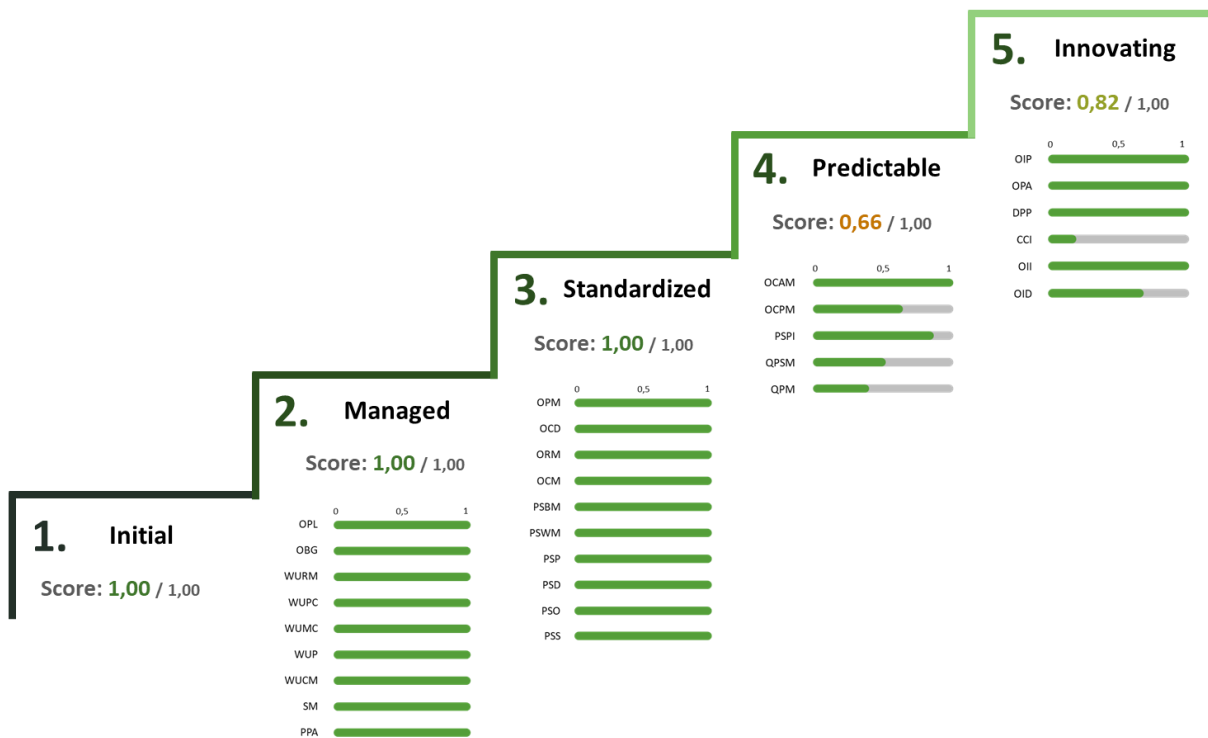 1. Initial
Score: 1,00 / 1,00
2. Managed
Score: 1,00 / 1,00
0 0,5 1
OPL
OBG
WURM
WUPC
WUMC
WUP
WUCM
SM
PPA
3. Standardized
Score: 1,00 / 1,00
0 0,5 1
OPM
OCD
ORM
OCM
PSBM
PSWM
PSP
PSD
PSO
PSS
4. Predictable
Score: 0,66 / 1,00
0 0,5 1
OCAM
OCPM
PSPI
QPSM
QPM
5. Innovating
Score: 0,82 / 1,00
0 0,5 1
OIP
OPA
DPP
CCI
OII
OID